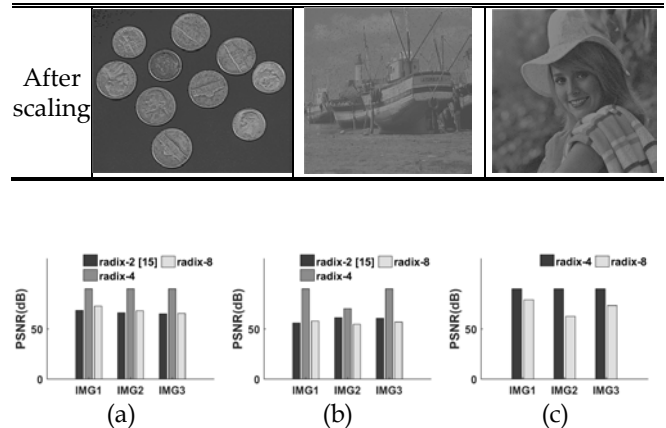 After
scaling
radix-2 [15] radix-8
radix-4
PSNR(dB)
50
0
IMG1 IMG2 IMG3
(a)
radix-2 [15] radix-8
radix-4
PSNR(dB)
50
0
IMG1 IMG2 IMG3
(b)
radix-4 radix-8
PSNR(dB)
50
0
IMG1 IMG2 IMG3
(c)